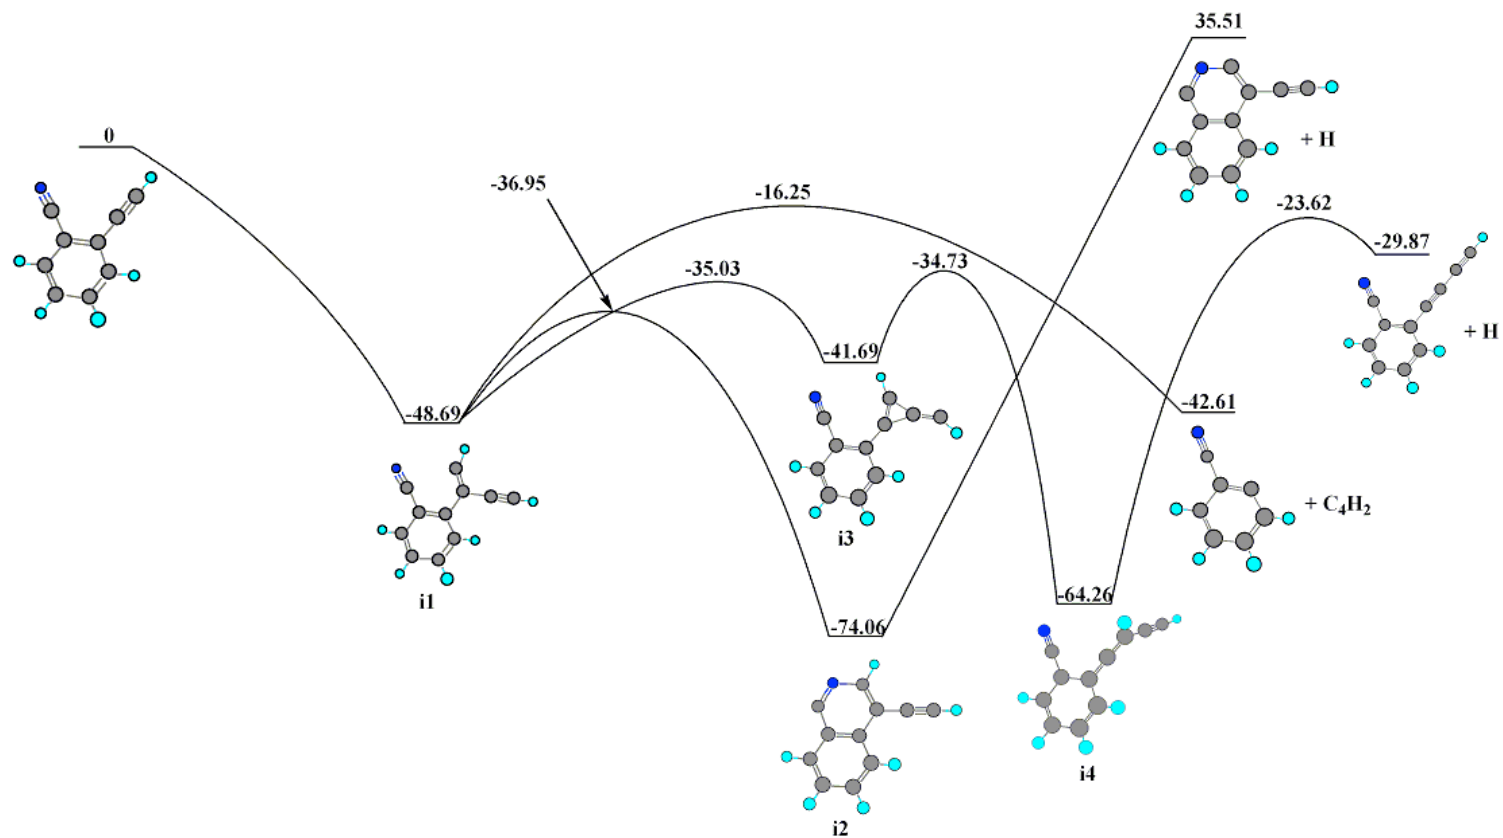 35.51
0
+ H
-36.95
-16.25
-23.62
-29.87
-35.03
-34.73
+ H
-41.69
-48.69
-42.61
+ C₄H₂
i3
i1
-64.26
-74.06
i4
i2